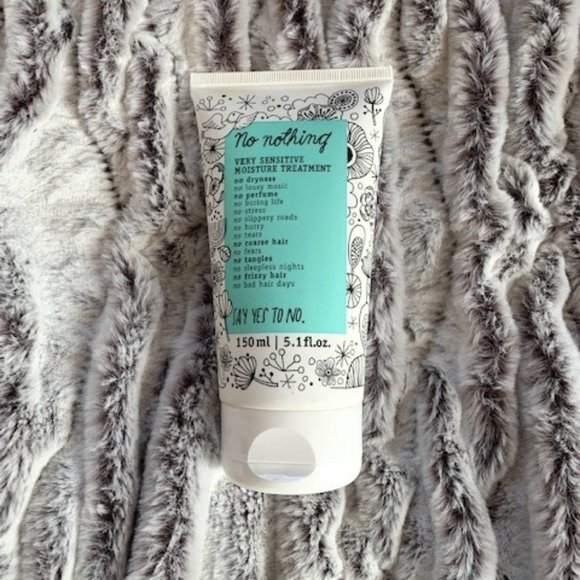 No nothing
VERY SENSITIVE
MOISTURE TREATMENT
no dryness
no lousy music
no perfume
no boring life
no stress
no slippery roads
no hurry
no tears
no coarse hair
no fears
no tangles
no sleepless nights
no frizzy hair
no bad hair days
SAY YES TO NO.
150 ml | 5.1 fl.oz.